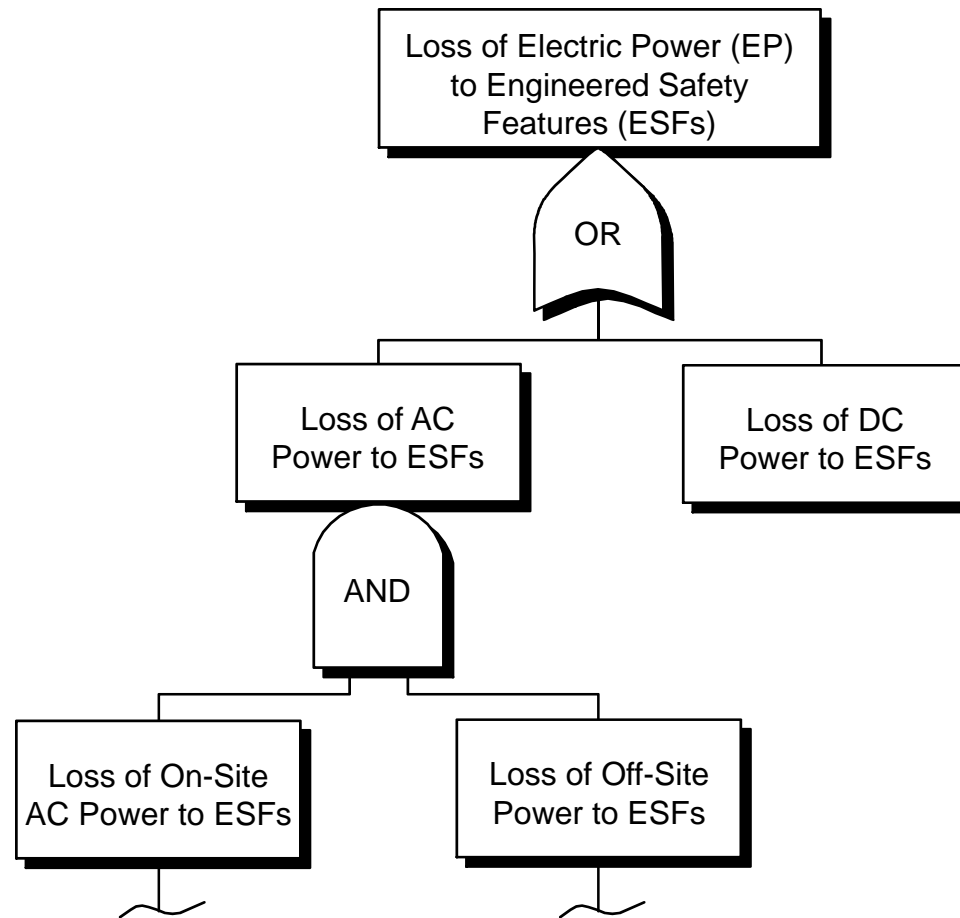 Loss of Electric Power (EP)
to Engineered Safety
Features (ESFs)
OR
Loss of AC
Power to ESFs
Loss of DC
Power to ESFs
AND
Loss of On-Site
AC Power to ESFs
Loss of Off-Site
Power to ESFs